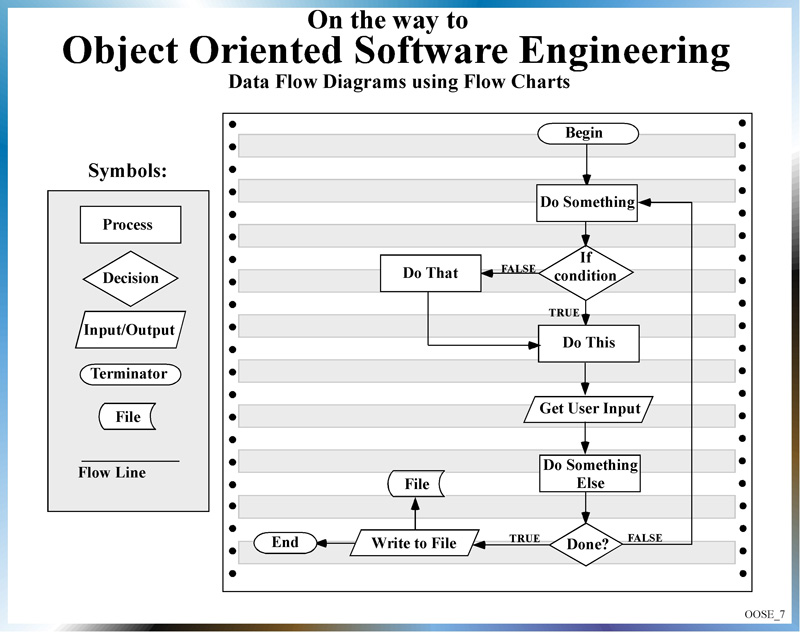 On the way to
Object Oriented Software Engineering
Data Flow Diagrams using Flow Charts
Symbols:
Process
Decision
Input/Output
Terminator
File
Flow Line
Begin
Do Something
If
condition
FALSE
Do That
TRUE
Do This
Get User Input
Do Something
Else
Done?
FALSE
TRUE
Write to File
File
End
OOSE_7